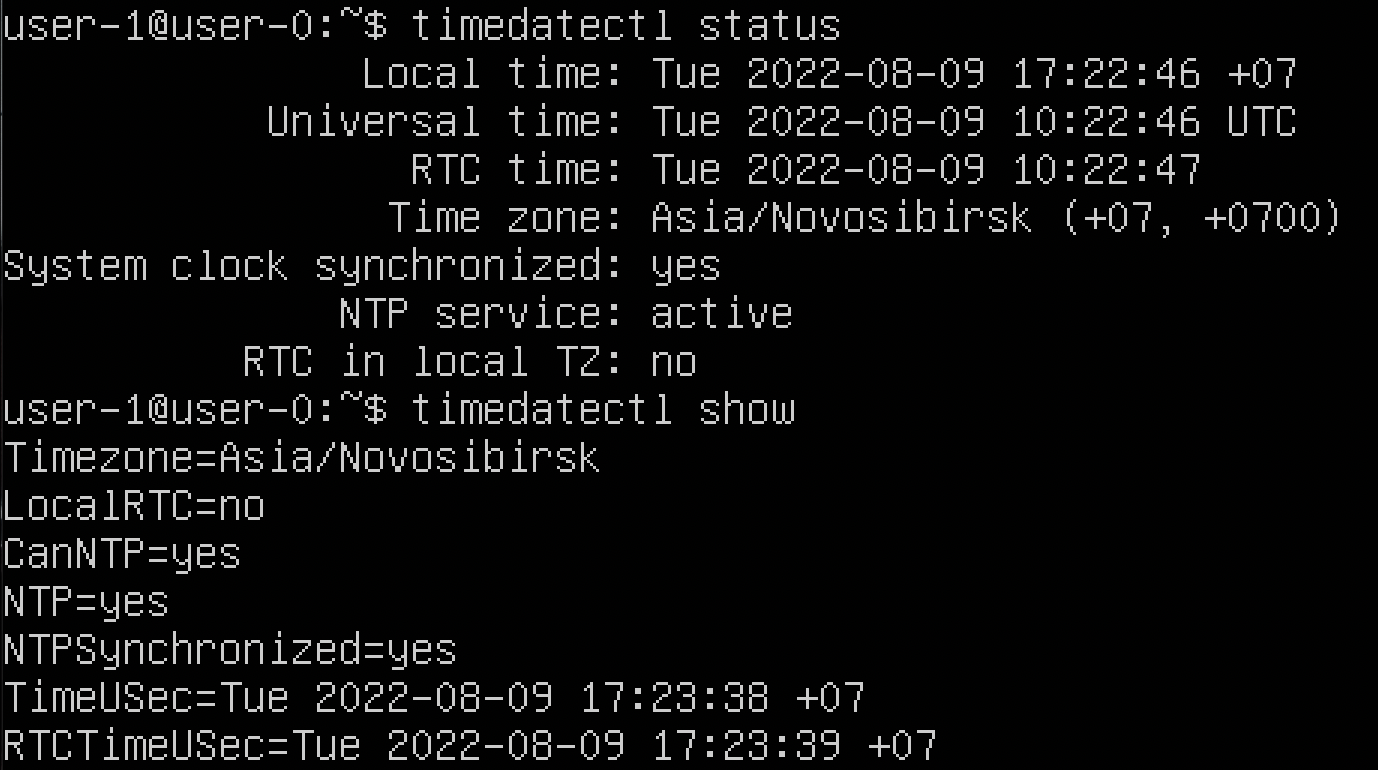 user-1@user-0:~$ timedatectl status
Local time: Tue 2022-08-09 17:22:46 +07
Universal time: Tue 2022-08-09 10:22:46 UTC
RTC time: Tue 2022-08-09 10:22:47
Time zone: Asia/Novosibirsk (+07, +0700)
System clock synchronized: yes
NTP service: active
RTC in local TZ: no
user-1@user-0:~$ timedatectl show
Timezone=Asia/Novosibirsk
LocalRTC=no
CanNTP=yes
NTP=yes
NTPSynchronized=yes
TimeUSec=Tue 2022-08-09 17:23:38 +07
RTCTimeUSec=Tue 2022-08-09 17:23:39 +07